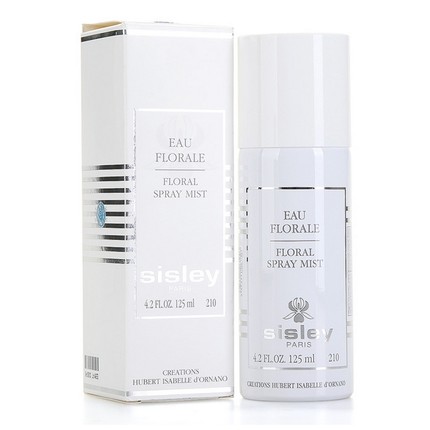 EAU
FLORALE
FLORAL
SPRAY MIST
sisley
PARIS
4.2 FL.OZ. 125 ml 210
CREATIONS
HUBERT ISABELLE d'ORNANO
EAU
FLORALE
FLORAL
SPRAY MIST
sisley
PARIS
4.2 FL.OZ. 125 ml 210
CREATIONS HUBERT ISABELLE d'ORNANO